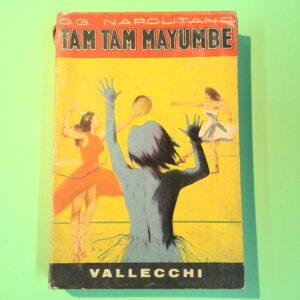 G.G. NAPOLITANO
TAM TAM MAYUMBE
VALLECCHI